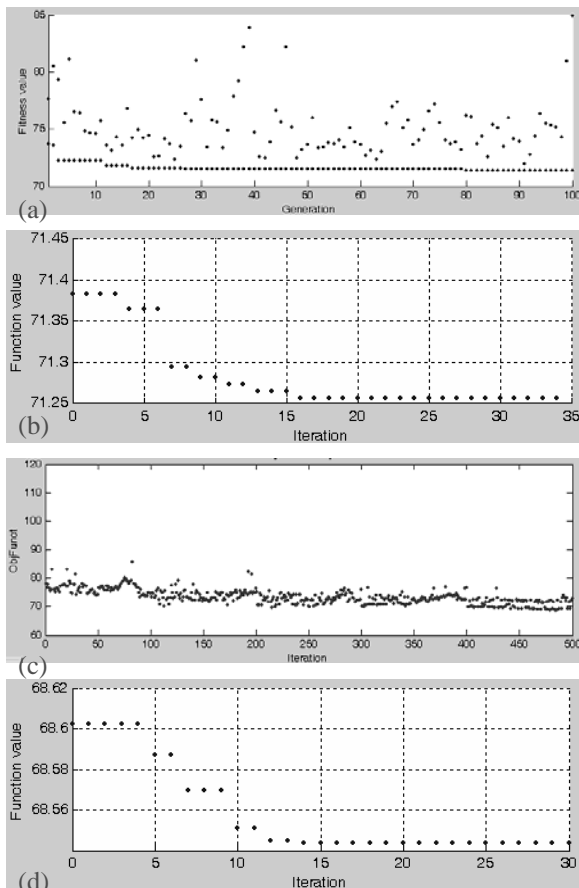 85
80
75
70
Fitness value
10 20 30 40 50 60 70 80 90 100
Generation
(a)
71.45
71.4
71.35
71.3
71.25
Function value
0 5 10 15 20 25 30 35
Iteration
(b)
120
110
100
90
80
70
60
ObjFunct
0 50 100 150 200 250 300 350 400 450 500
Iteration
(c)
68.62
68.6
68.58
68.56
Function value
0 5 10 15 20 25 30
Iteration
(d)